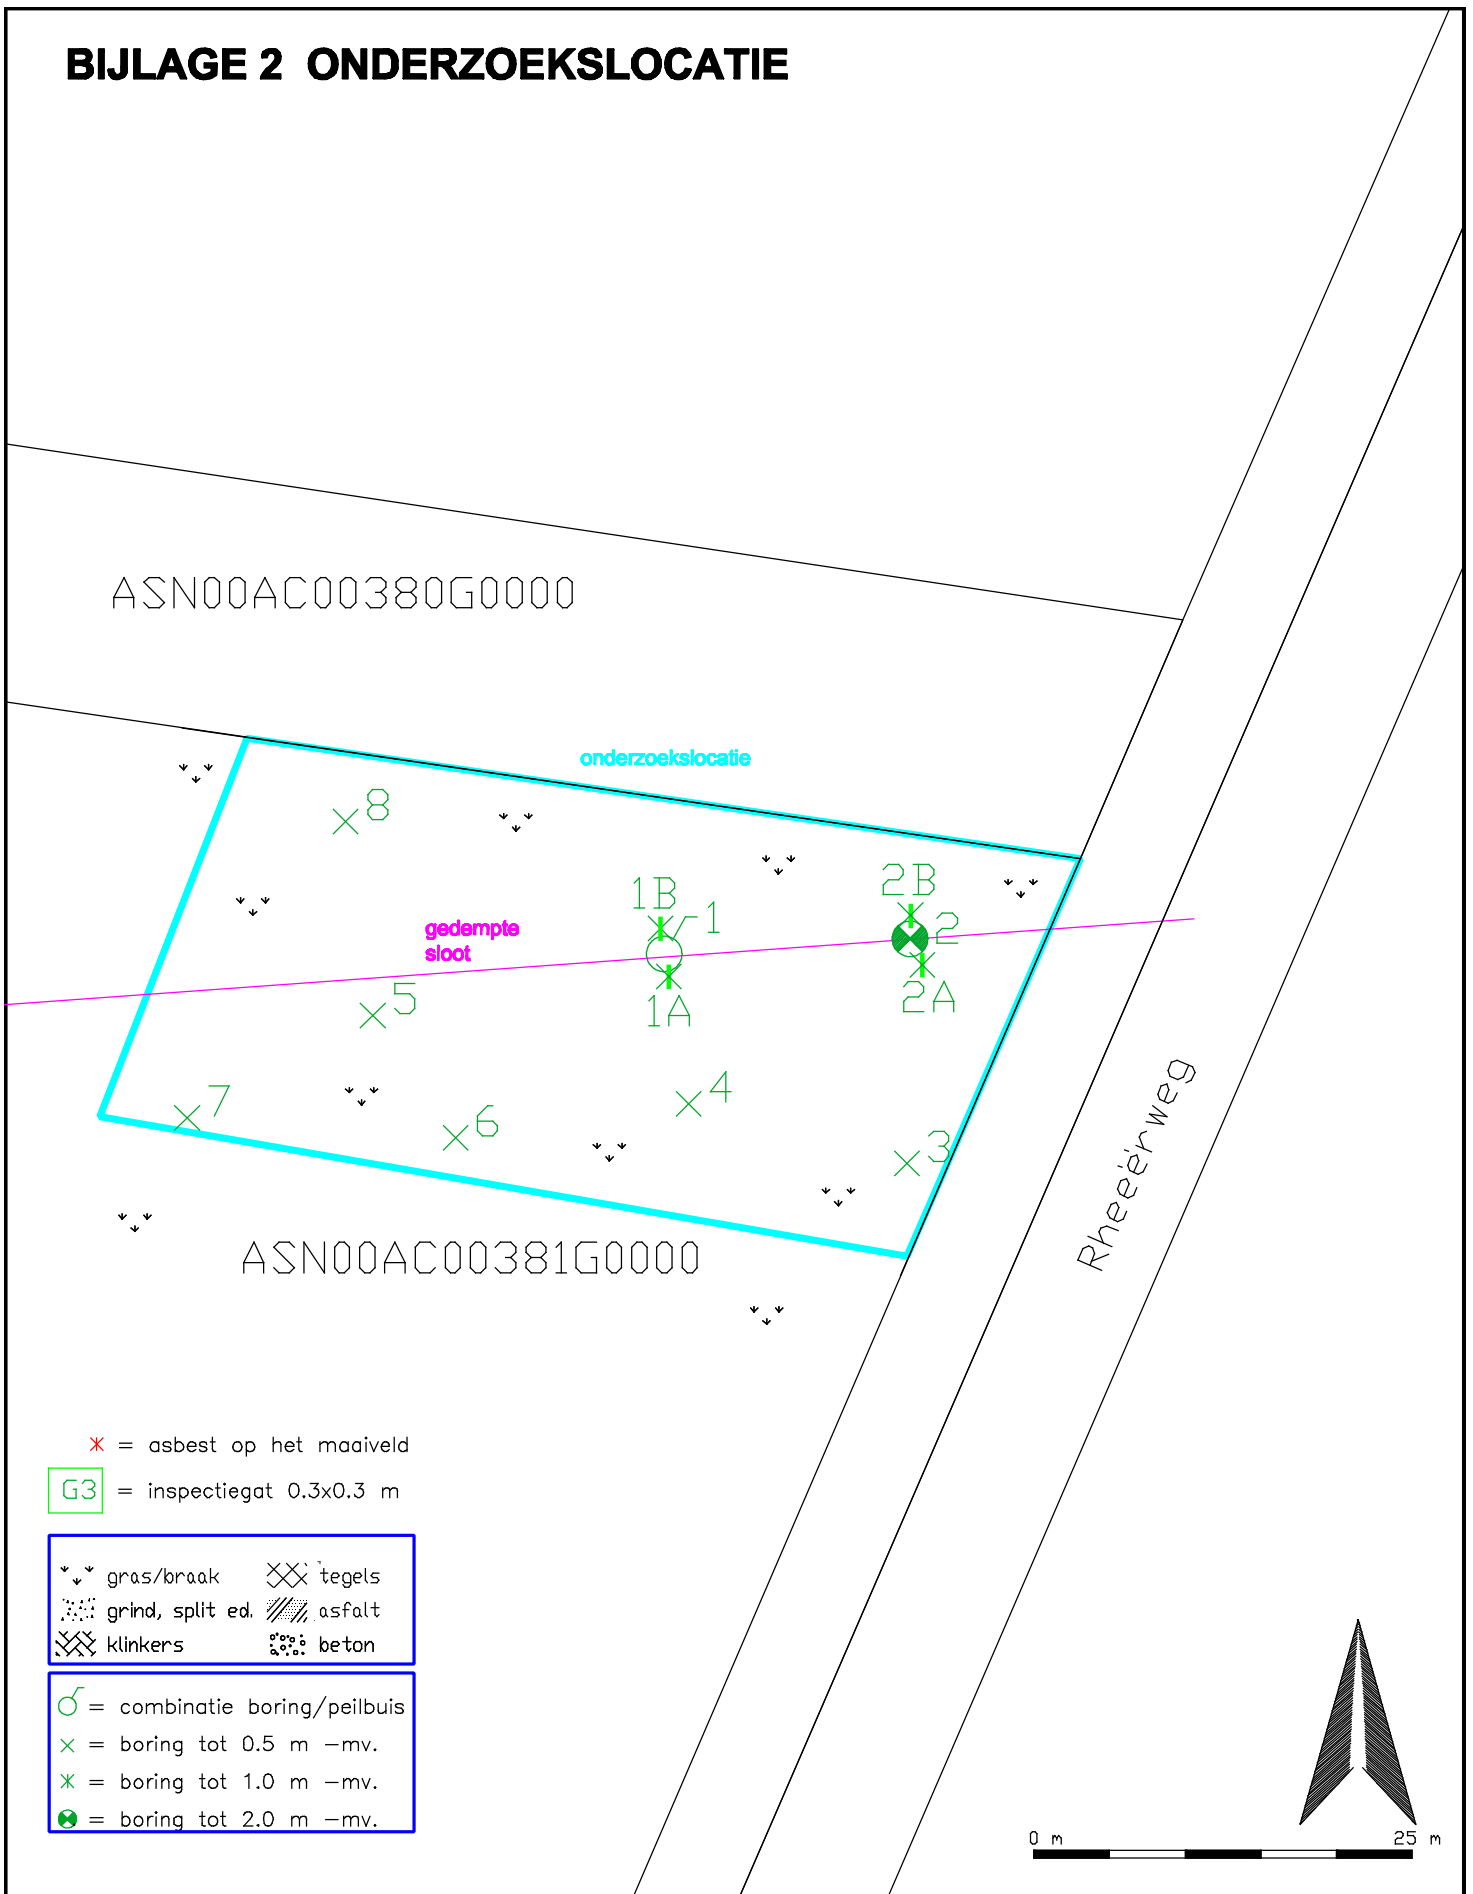 BIJLAGE 2 ONDERZOEKSLOCATIE
ASN00AC00380G0000
onderzoekslocatie
8
1B
1
2B
2
gedempte
sloot
5
1A
2A
7
6
4
3
Rheeërweg
ASN00AC00381G0000
= asbest op het maaiveld
G3 = inspectiegat 0.3x0.3 m
gras/braak tegels
grind, split ed. asfalt
klinkers beton
= combinatie boring/peilbuis
= boring tot 0.5 m -mv.
= boring tot 1.0 m -mv.
= boring tot 2.0 m -mv.
0 m 25 m